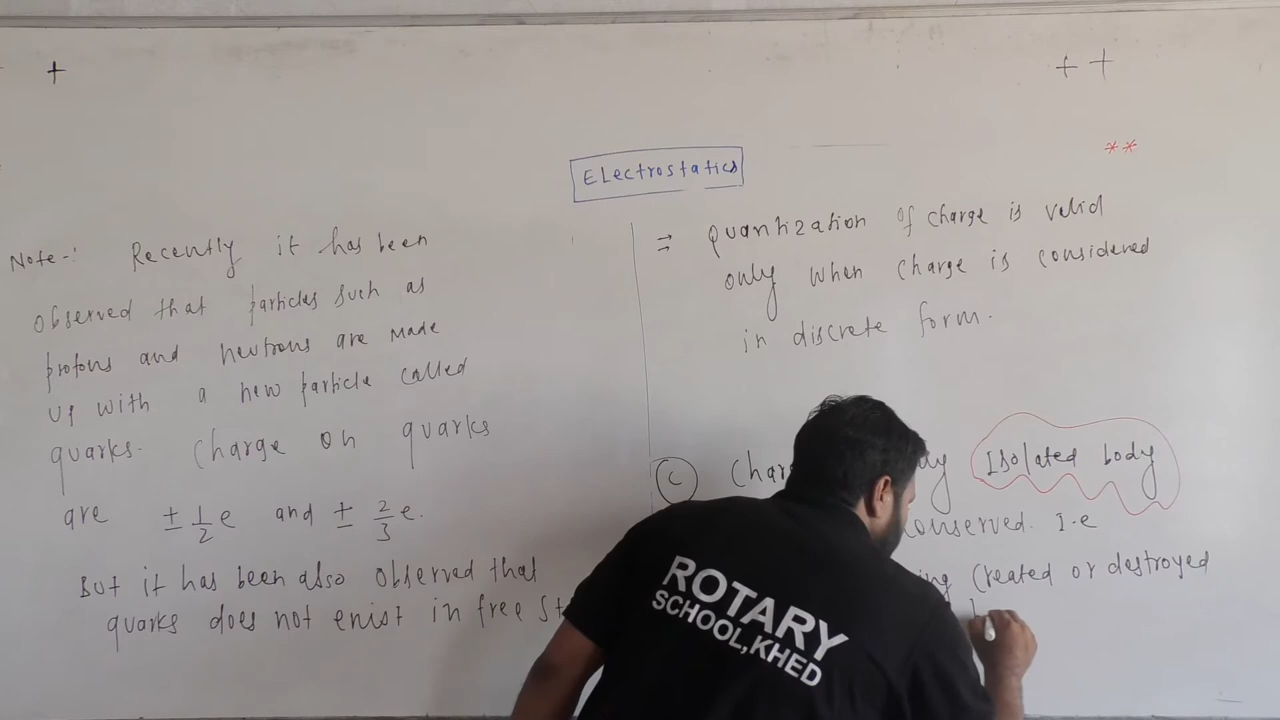 +
+ +
**
Electrostatics
Note-: Recently it has been
observed that particles such as
protons and neutrons are made
up with a new particle called
quarks. Charge on quarks
are ± 1/2 e and ± 2/3 e.
But it has been also observed that
quarks does not enist in free
⇒ quantization of charge is valid
only when charge is considered
in discrete form.
(C) Isolated body
conserved. I.e
created or destroyed
ROTARY
SCHOOL,KHED